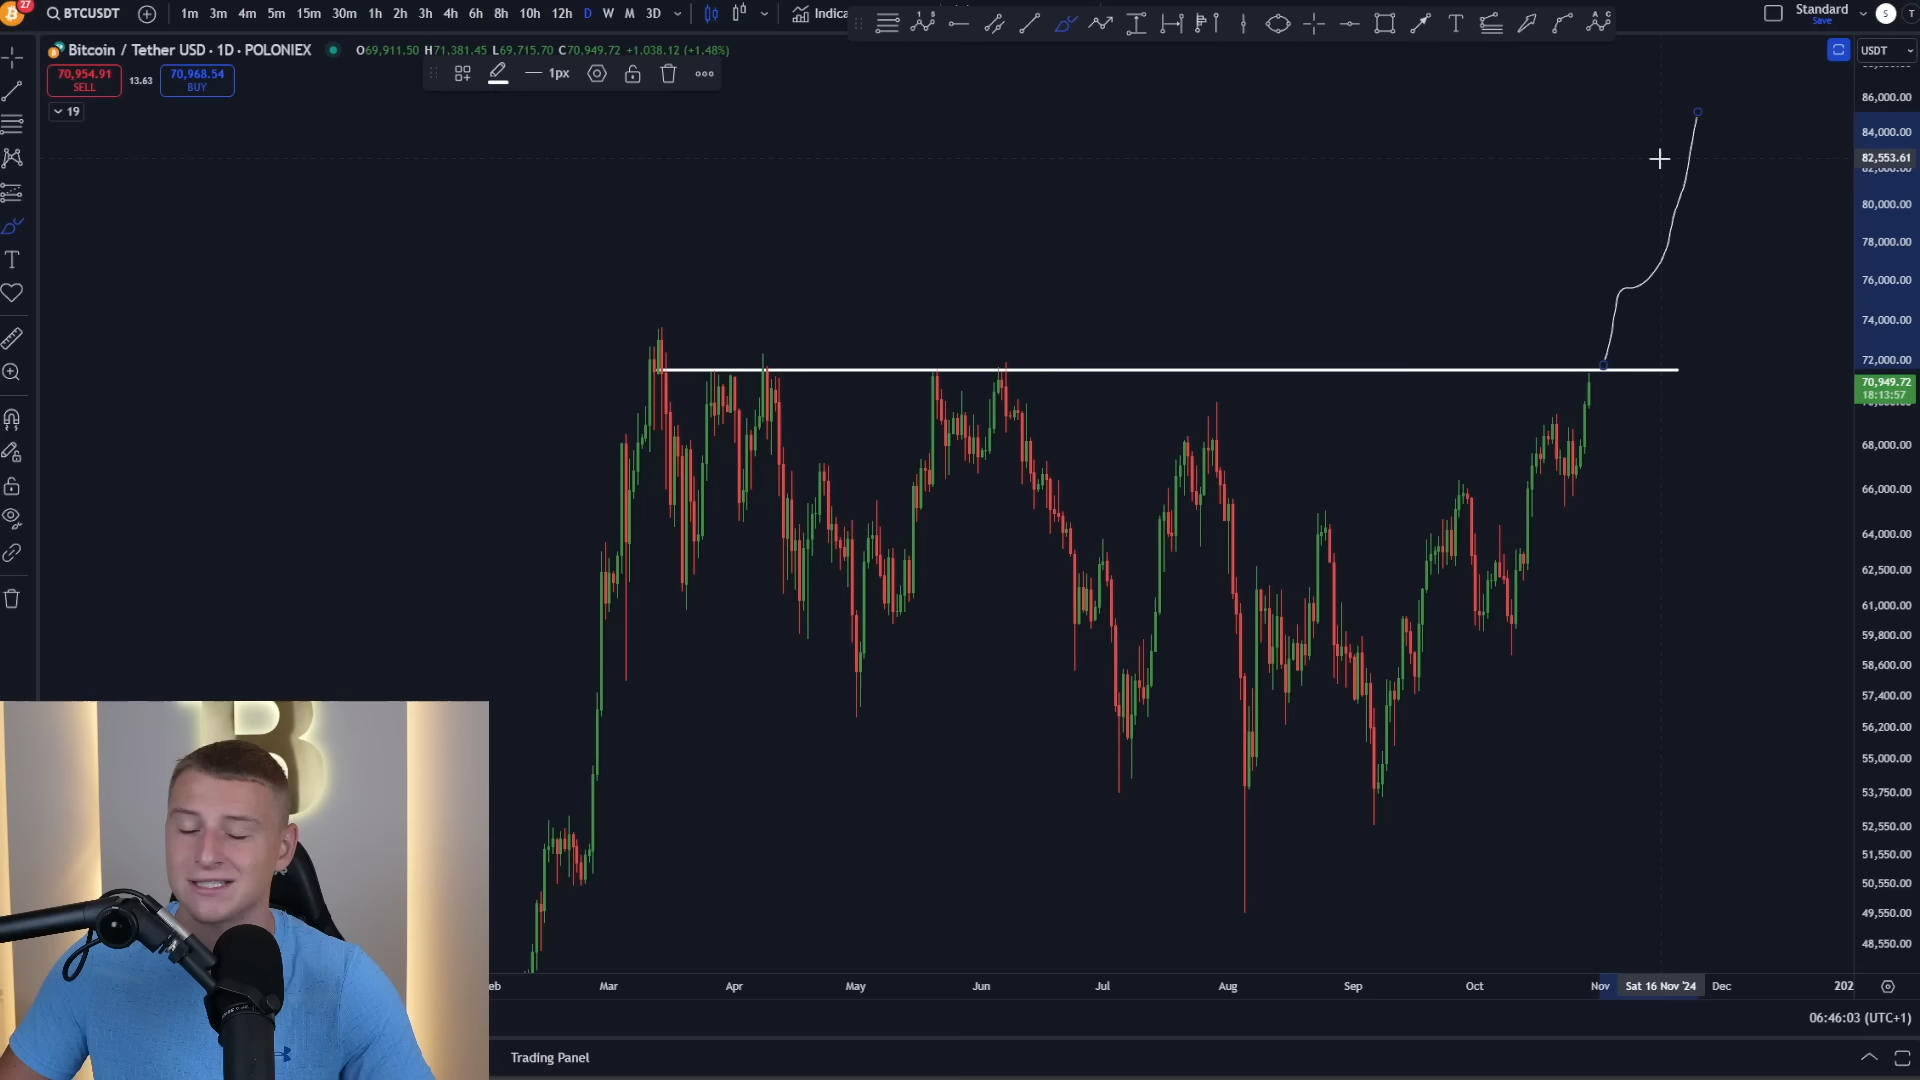 27
BTCUSDT
1m 3m 4m 5m 15m 30m 1h 2h 3h 4h 6h 8h 10h 12h D W M 3D
Indica
Standard
Save
S
T
Bitcoin / Tether USD · 1D · POLONIEX
O69,911.50 H71,381.45 L69,715.70 C70,949.72 +1,038.12 (+1.48%)
USDT
70,954.91
SELL
13.63
70,968.54
BUY
1px
19
86,000.00
84,000.00
82,553.61
82,000.00
80,000.00
78,000.00
76,000.00
74,000.00
72,000.00
70,949.72
18:13:57
68,000.00
66,000.00
64,000.00
62,500.00
61,000.00
59,800.00
58,600.00
57,400.00
56,200.00
55,000.00
53,750.00
52,550.00
51,550.00
50,550.00
49,550.00
48,550.00
eb Mar Apr May Jun Jul Aug Sep Oct Nov Sat 16 Nov '24 Dec 202
06:46:03 (UTC+1)
Trading Panel